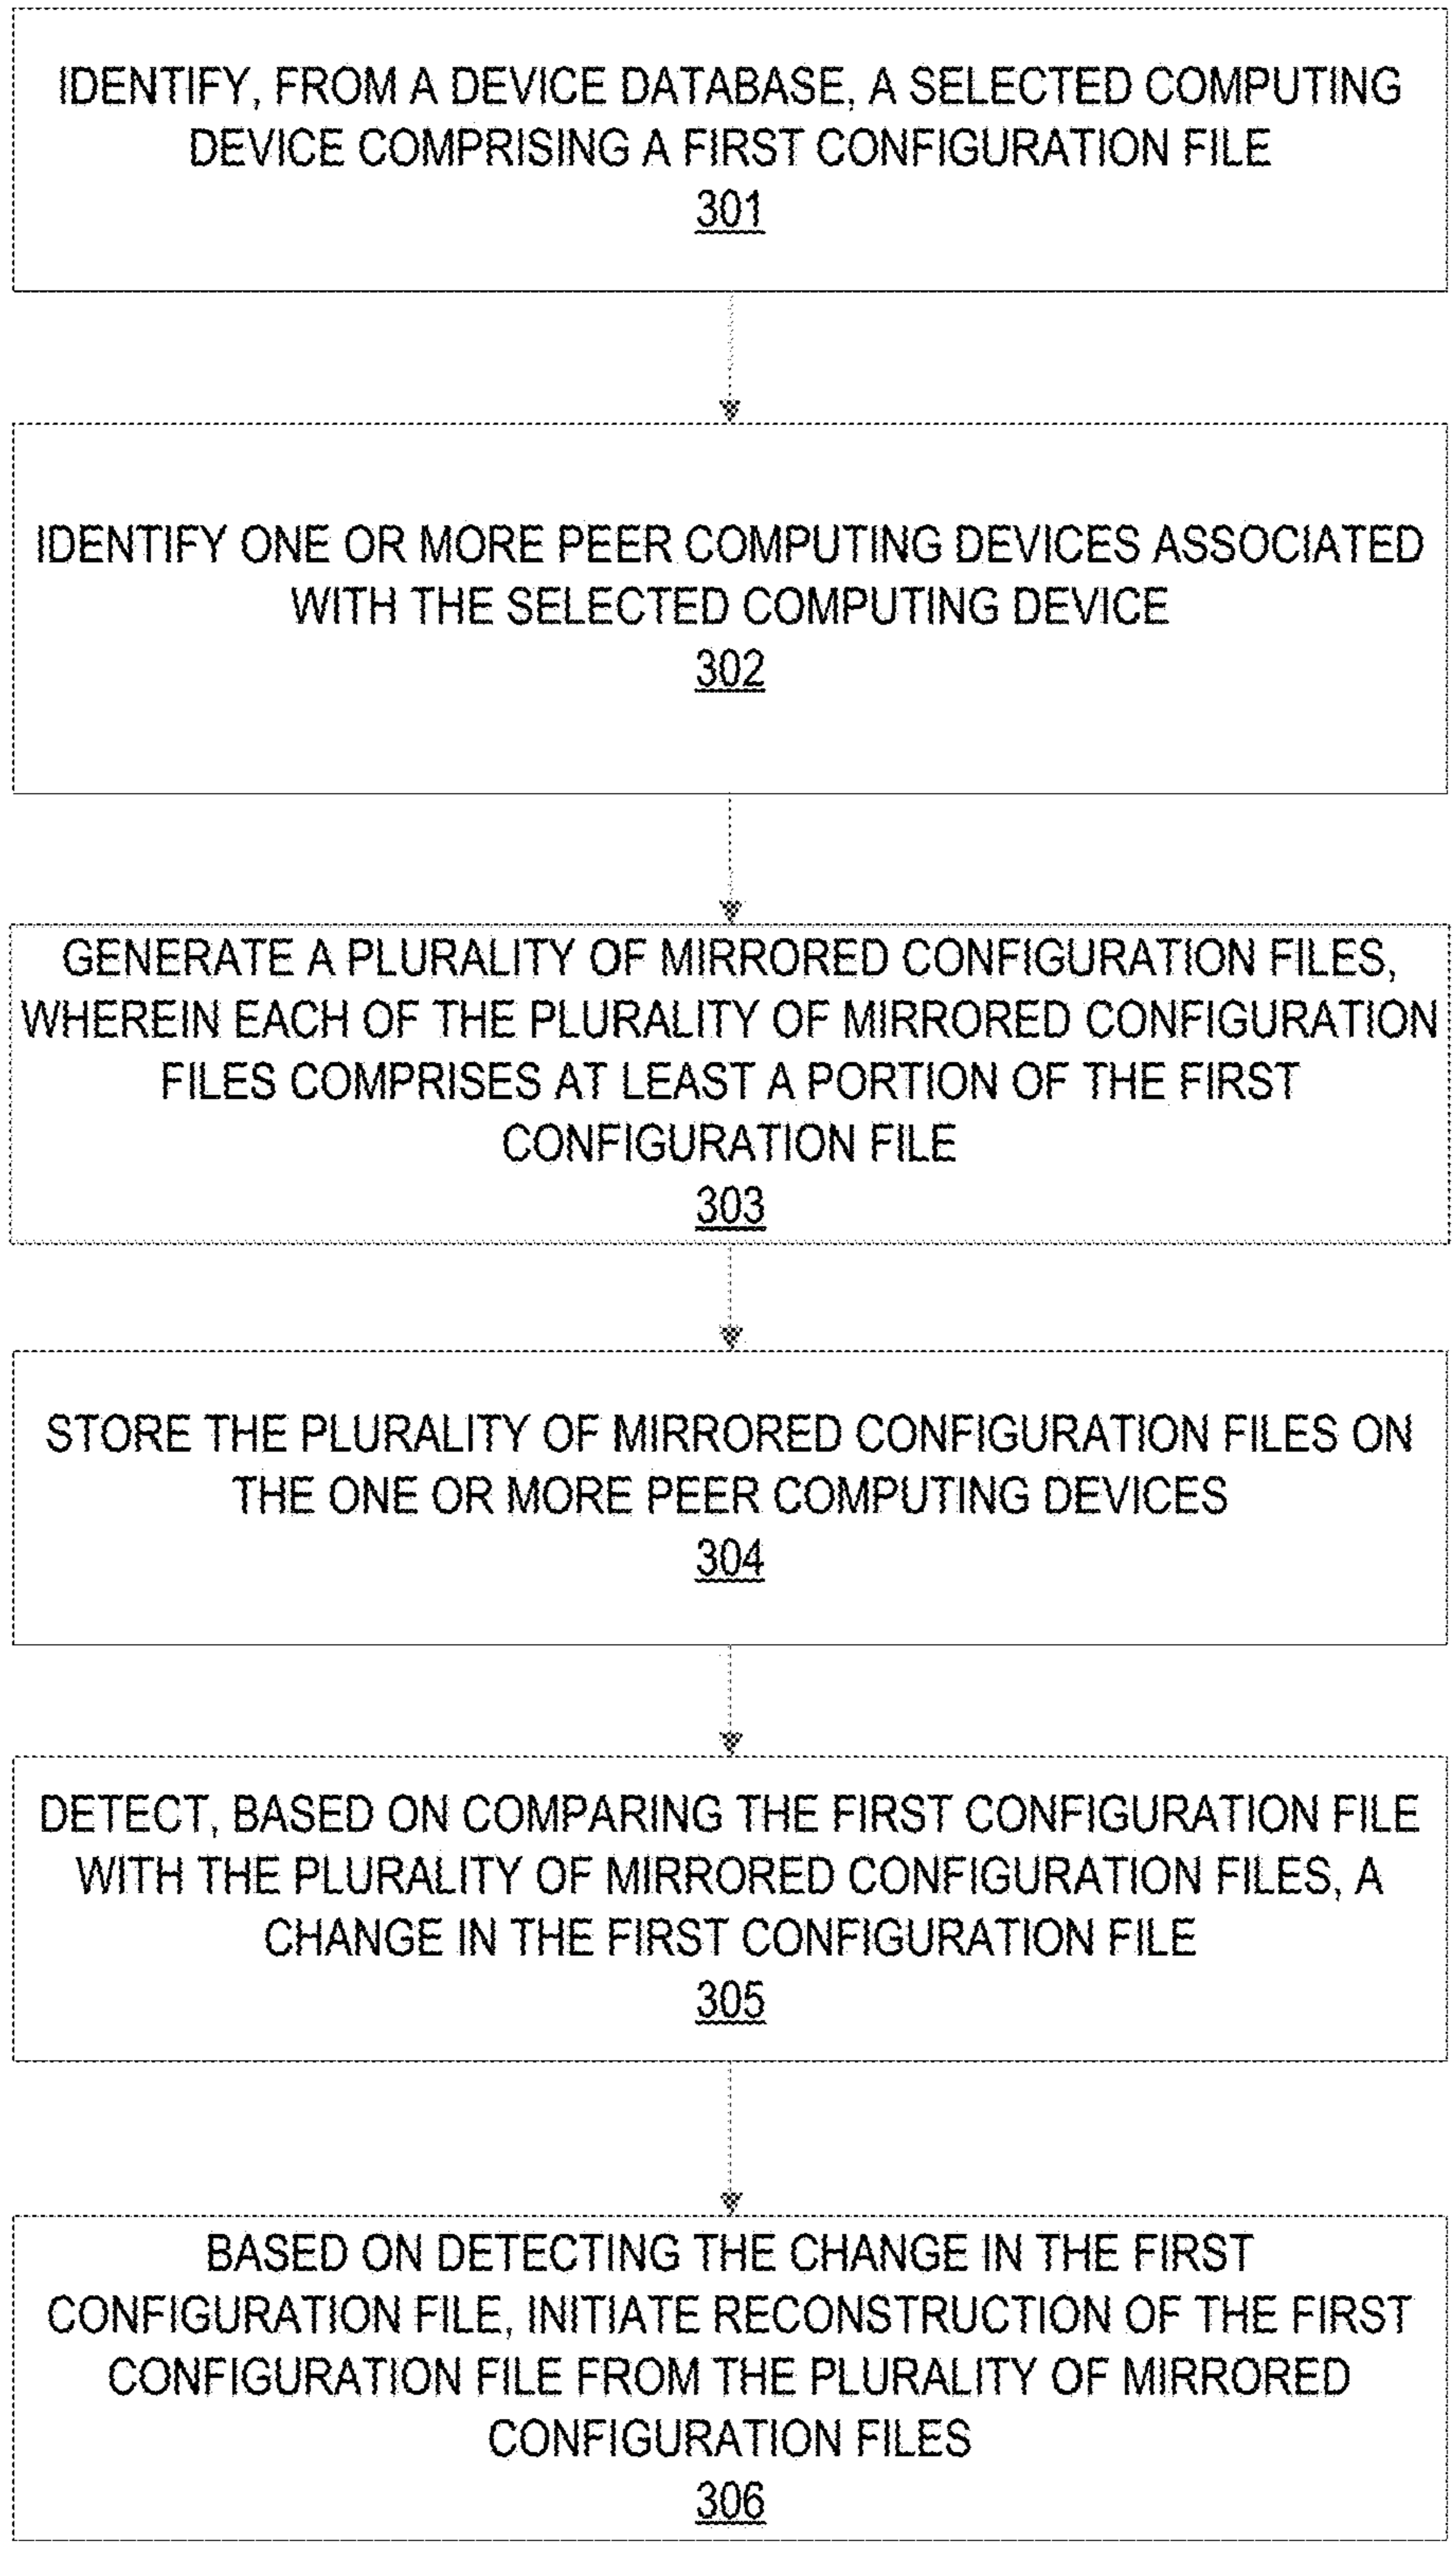 IDENTIFY, FROM A DEVICE DATABASE, A SELECTED COMPUTING
DEVICE COMPRISING A FIRST CONFIGURATION FILE
301
IDENTIFY ONE OR MORE PEER COMPUTING DEVICES ASSOCIATED
WITH THE SELECTED COMPUTING DEVICE
302
GENERATE A PLURALITY OF MIRRORED CONFIGURATION FILES,
WHEREIN EACH OF THE PLURALITY OF MIRRORED CONFIGURATION
FILES COMPRISES AT LEAST A PORTION OF THE FIRST
CONFIGURATION FILE
303
STORE THE PLURALITY OF MIRRORED CONFIGURATION FILES ON
THE ONE OR MORE PEER COMPUTING DEVICES
304
DETECT, BASED ON COMPARING THE FIRST CONFIGURATION FILE
WITH THE PLURALITY OF MIRRORED CONFIGURATION FILES, A
CHANGE IN THE FIRST CONFIGURATION FILE
305
BASED ON DETECTING THE CHANGE IN THE FIRST
CONFIGURATION FILE, INITIATE RECONSTRUCTION OF THE FIRST
CONFIGURATION FILE FROM THE PLURALITY OF MIRRORED
CONFIGURATION FILES
306